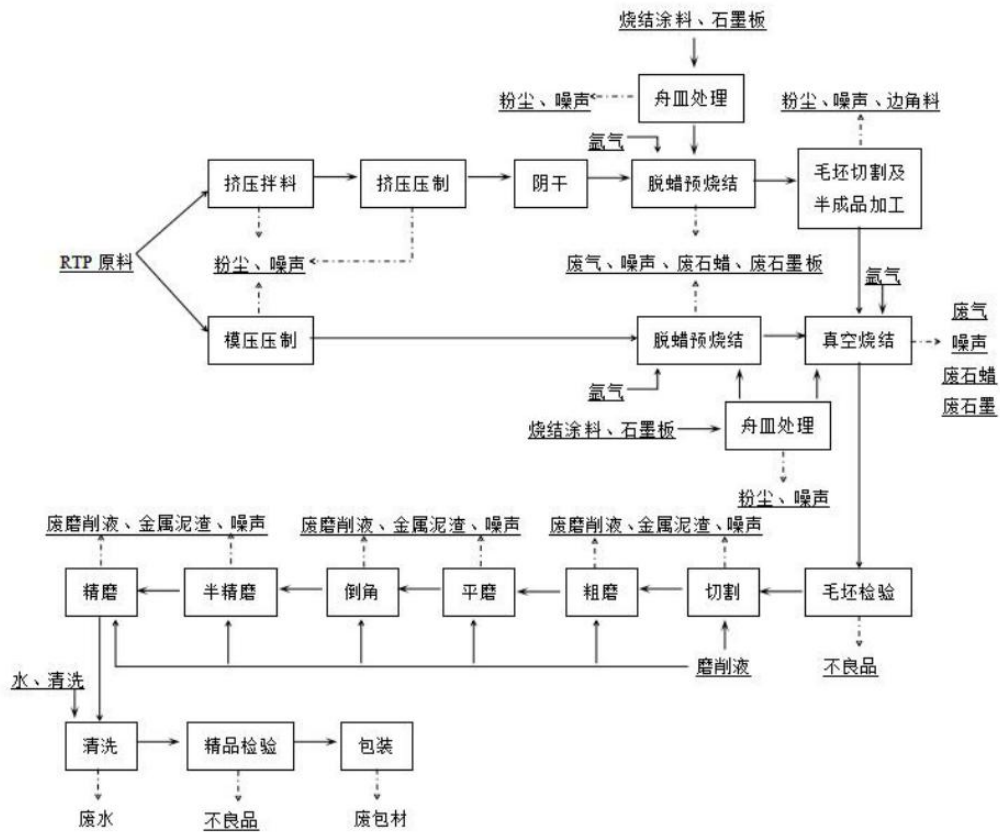 烧结涂料、石墨板
粉尘、噪声
舟皿处理
粉尘、噪声、边角料
氩气
挤压拌料
挤压压制
阴干
脱蜡预烧结
毛坯切割及
半成品加工
RTP 原料
粉尘、噪声
废气、噪声、废石蜡、废石墨板
氩气
模压压制
脱蜡预烧结
真空烧结
废气
噪声
废石蜡
废石墨
氩气
烧结涂料、石墨板
舟皿处理
粉尘、噪声
废磨削液、金属泥渣、噪声
废磨削液、金属泥渣、噪声
废磨削液、金属泥渣、噪声
精磨
半精磨
倒角
平磨
粗磨
切割
毛坯检验
磨削液
不良品
水、清洗
清洗
精品检验
包装
废水
不良品
废包材